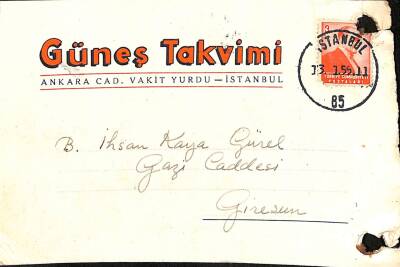 Güneş Takvimi
ANKARA CAD. VAKIT YURDU — İSTANBUL
İSTANBUL
85
B. İhsan Kaya Gürel
Gazi Caddesi
Giresun